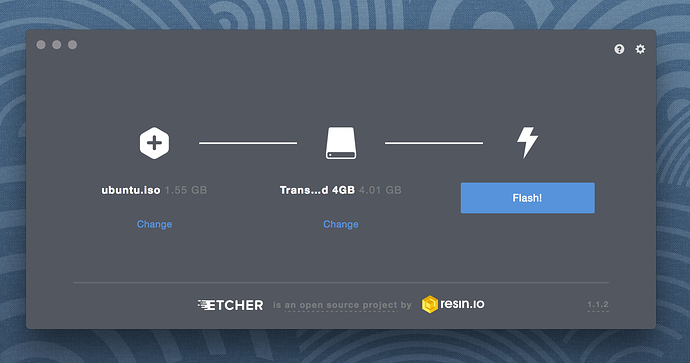 ubuntu.iso 1.55 GB
Trans...d 4GB 4.01 GB
Flash!
Change
Change
ETCHER is an open source project by resin.io
1.1.2